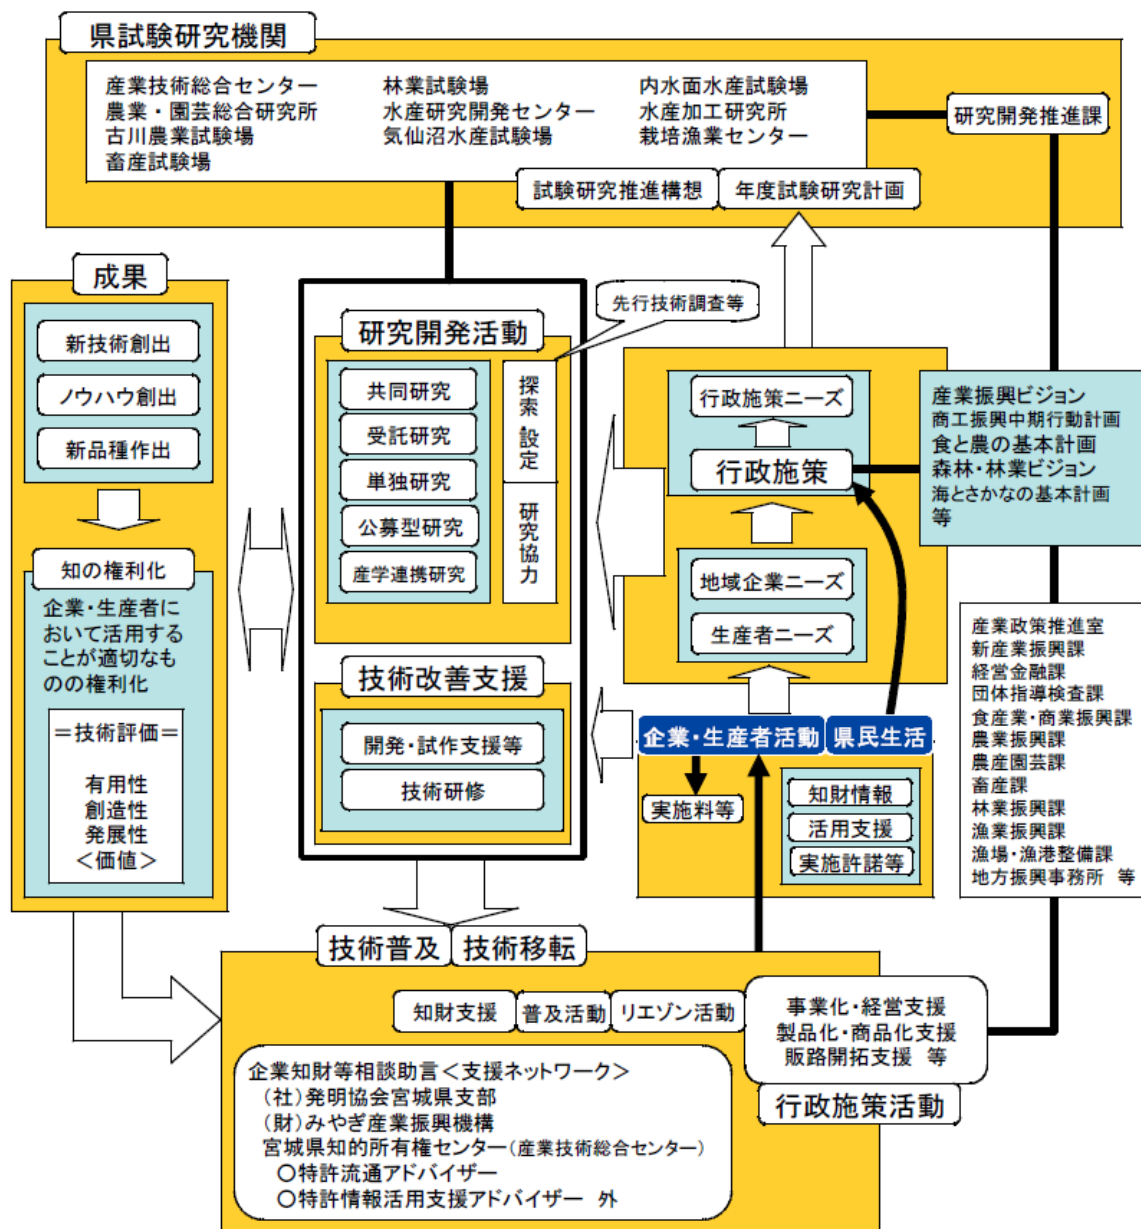 県試験研究機関
産業技術総合センター
農業・園芸総合研究所
古川農業試験場
畜産試験場
林業試験場
水産研究開発センター
気仙沼水産試験場
内水面水産試験場
水産加工研究所
栽培漁業センター
研究開発推進課
試験研究推進構想
年度試験研究計画
成果
新技術創出
ノウハウ創出
新品種作出
知の権利化
企業・生産者に
おいて活用する
ことが適切なも
のの権利化
＝技術評価＝
有用性
創造性
発展性
＜価値＞
研究開発活動
共同研究
受託研究
単独研究
公募型研究
産学連携研究
探索・設定
研究協力
先行技術調査等
技術改善支援
開発・試作支援等
技術研修
行政施策ニーズ
行政施策
地域企業ニーズ
生産者ニーズ
産業振興ビジョン
商工振興中期行動計画
食と農の基本計画
森林・林業ビジョン
海とさかなの基本計画
等
企業・生産者活動
県民生活
実施料等
知財情報
活用支援
実施許諾等
産業政策推進室
新産業振興課
経営金融課
団体指導検査課
食産業・商業振興課
農業振興課
農産園芸課
畜産課
林業振興課
漁業振興課
漁場・漁港整備課
地方振興事務所 等
技術普及
技術移転
知財支援
普及活動
リエゾン活動
事業化・経営支援
製品化・商品化支援
販路開拓支援 等
行政施策活動
企業知財等相談助言＜支援ネットワーク＞
（社）発明協会宮城県支部
（財）みやぎ産業振興機構
宮城県知的所有権センター（産業技術総合センター）
〇特許流通アドバイザー
〇特許情報活用支援アドバイザー 外